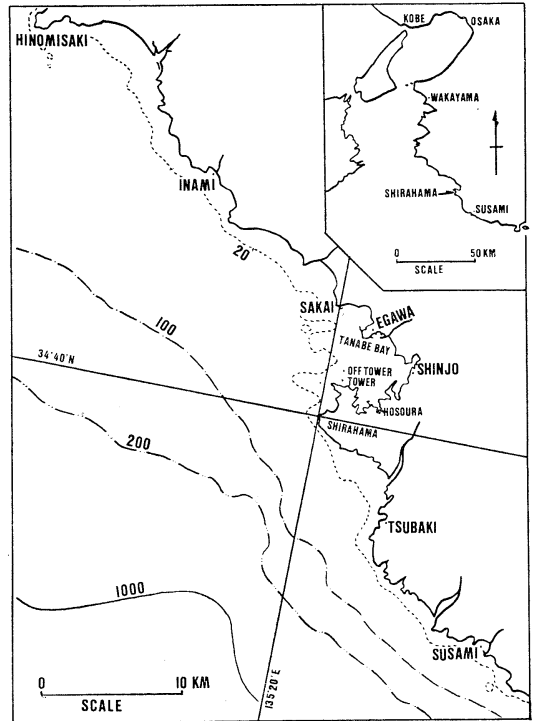 KOBE
OSAKA
WAKAYAMA
SHIRAHAMA
SUSAMI
0 50 KM
SCALE
HINOMISAKI
INAMI
20
SAKAI
EGAWA
TANABE BAY
100
SHINJO
34°40'N
OFF TOWER
TOWER
HOSOURA
SHIRAHAMA
200
TSUBAKI
1000
SUSAMI
0 10 KM
SCALE
135°20'E